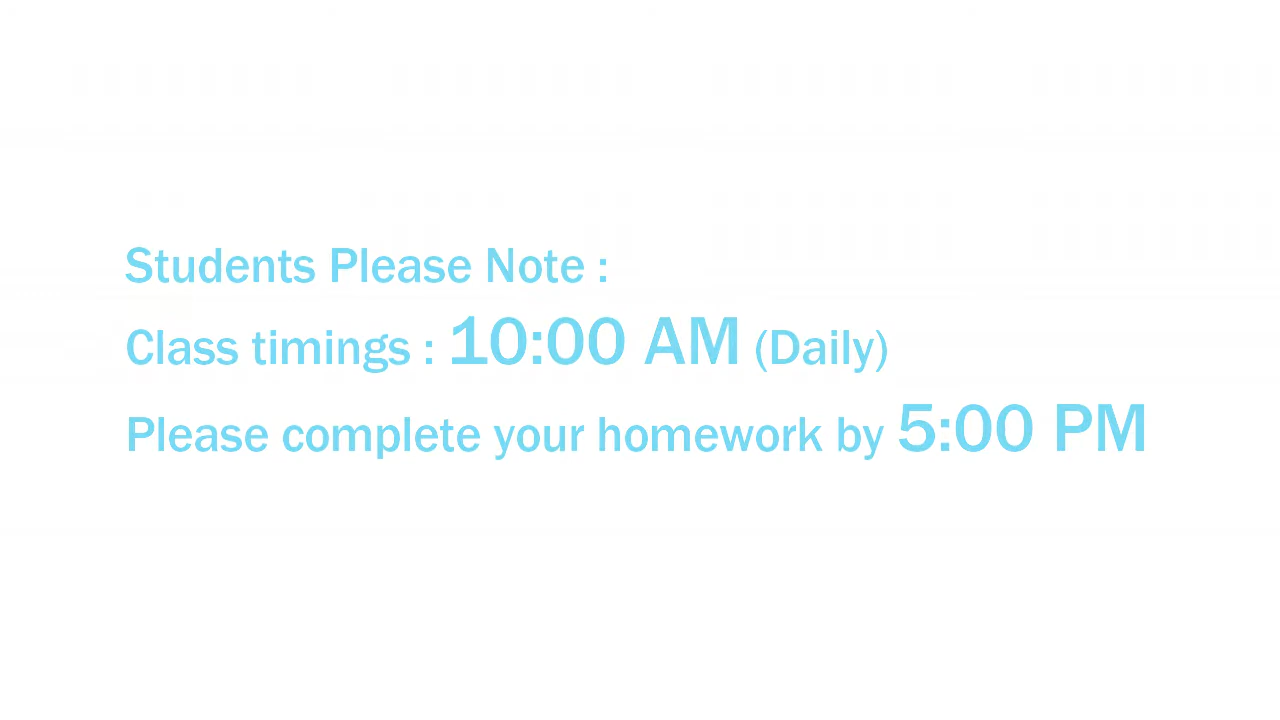 Students Please Note :
Class timings : 10:00 AM (Daily)
Please complete your homework by 5:00 PM